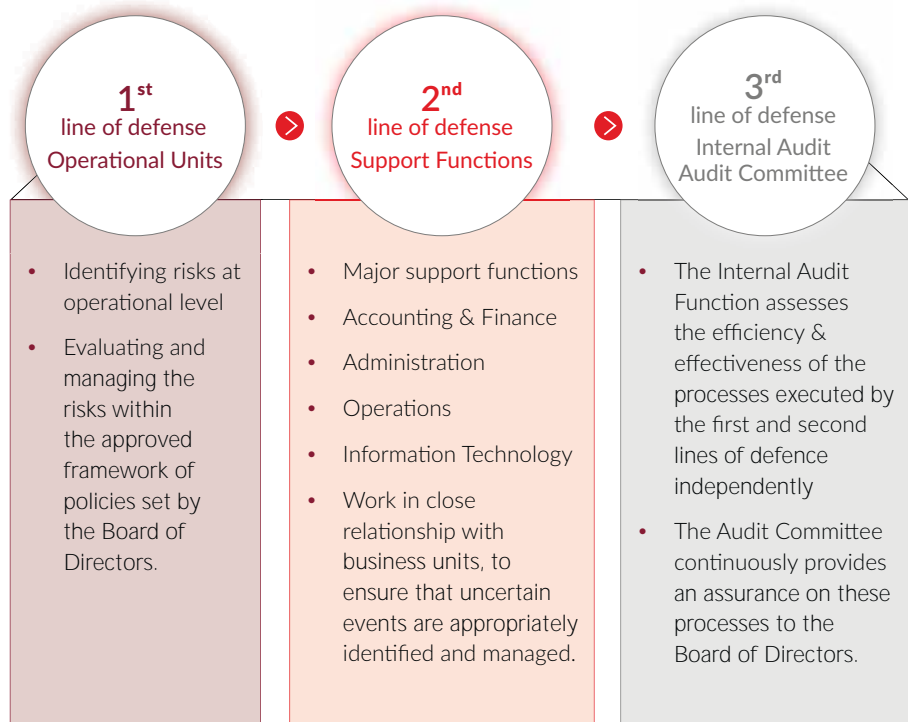 1st
line of defense
Operational Units
2nd
line of defense
Support Functions
3rd
line of defense
Internal Audit
Audit Committee
• Identifying risks at
operational level
• Evaluating and
managing the
risks within
the approved
framework of
policies set by
the Board of
Directors.
• Major support functions
• Accounting & Finance
• Administration
• Operations
• Information Technology
• Work in close
relationship with
business units, to
ensure that uncertain
events are appropriately
identified and managed.
• The Internal Audit
Function assesses
the efficiency &
effectiveness of the
processes executed by
the first and second
lines of defence
independently
• The Audit Committee
continuously provides
an assurance on these
processes to the
Board of Directors.